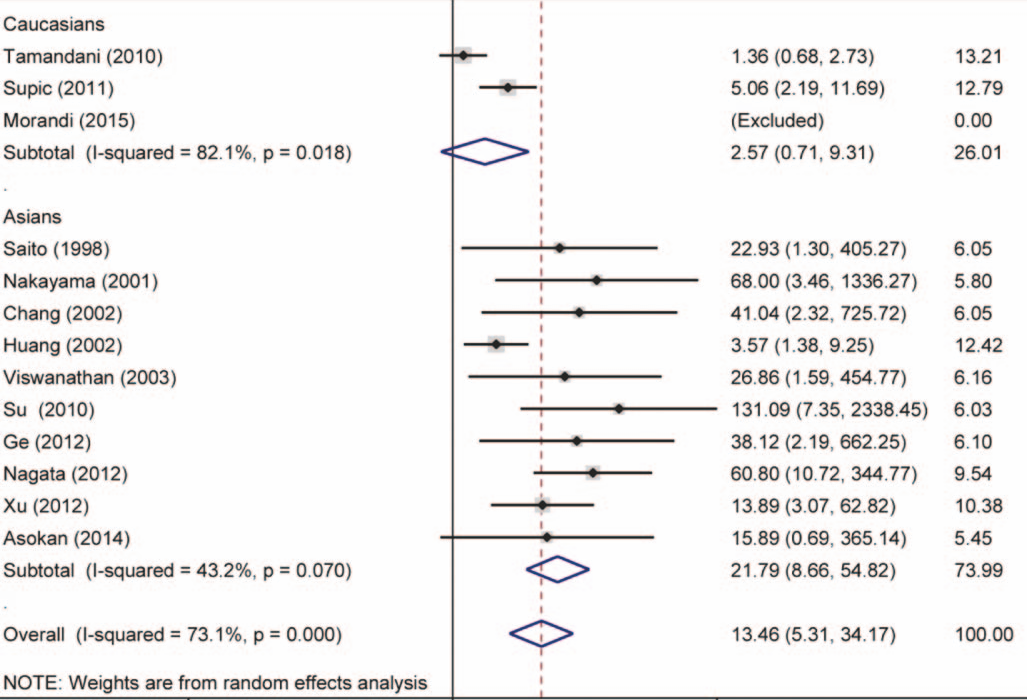 Caucasians
Tamandani (2010) 1.36 (0.68, 2.73) 13.21
Supic (2011) 5.06 (2.19, 11.69) 12.79
Morandi (2015) (Excluded) 0.00
Subtotal (I-squared = 82.1%, p = 0.018) 2.57 (0.71, 9.31) 26.01
.
Asians
Saito (1998) 22.93 (1.30, 405.27) 6.05
Nakayama (2001) 68.00 (3.46, 1336.27) 5.80
Chang (2002) 41.04 (2.32, 725.72) 6.05
Huang (2002) 3.57 (1.38, 9.25) 12.42
Viswanathan (2003) 26.86 (1.59, 454.77) 6.16
Su (2010) 131.09 (7.35, 2338.45) 6.03
Ge (2012) 38.12 (2.19, 662.25) 6.10
Nagata (2012) 60.80 (10.72, 344.77) 9.54
Xu (2012) 13.89 (3.07, 62.82) 10.38
Asokan (2014) 15.89 (0.69, 365.14) 5.45
Subtotal (I-squared = 43.2%, p = 0.070) 21.79 (8.66, 54.82) 73.99
.
Overall (I-squared = 73.1%, p = 0.000) 13.46 (5.31, 34.17) 100.00
NOTE: Weights are from random effects analysis